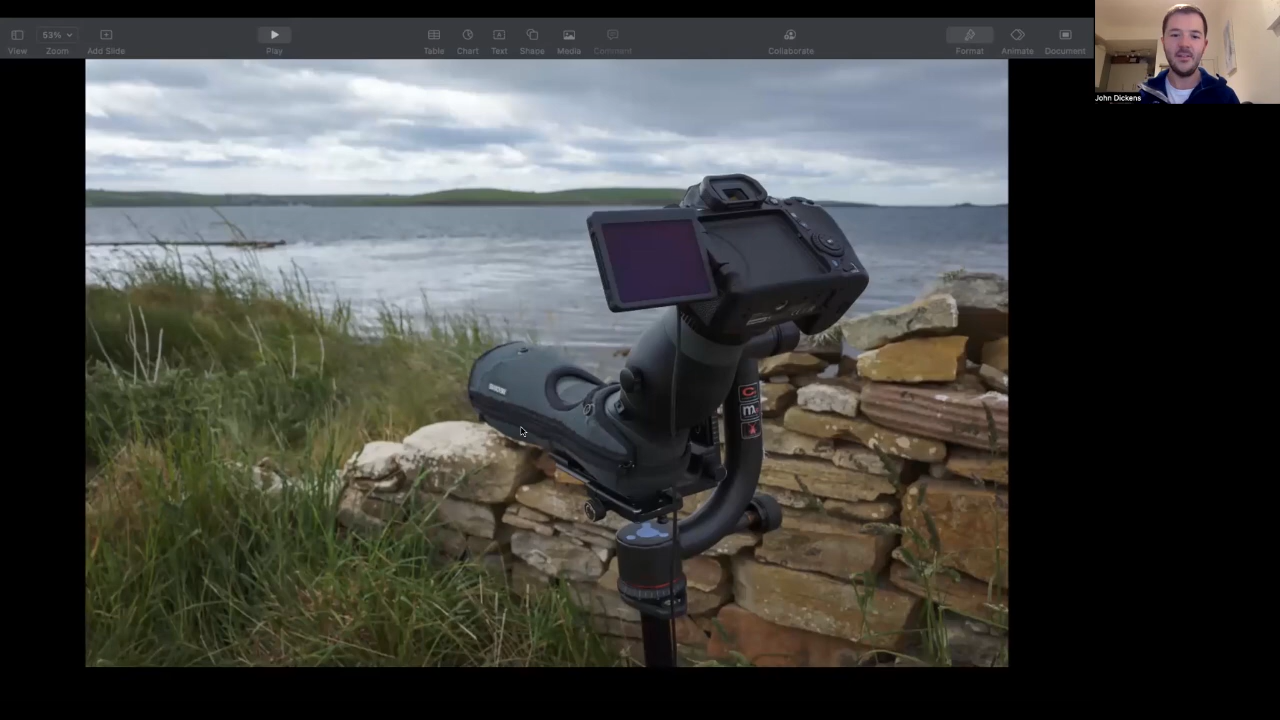 View
53%
Zoom
Add Slide
Play
Table
Chart
Text
Shape
Media
Comment
Collaborate
Format
Animate
Document
John Dickens